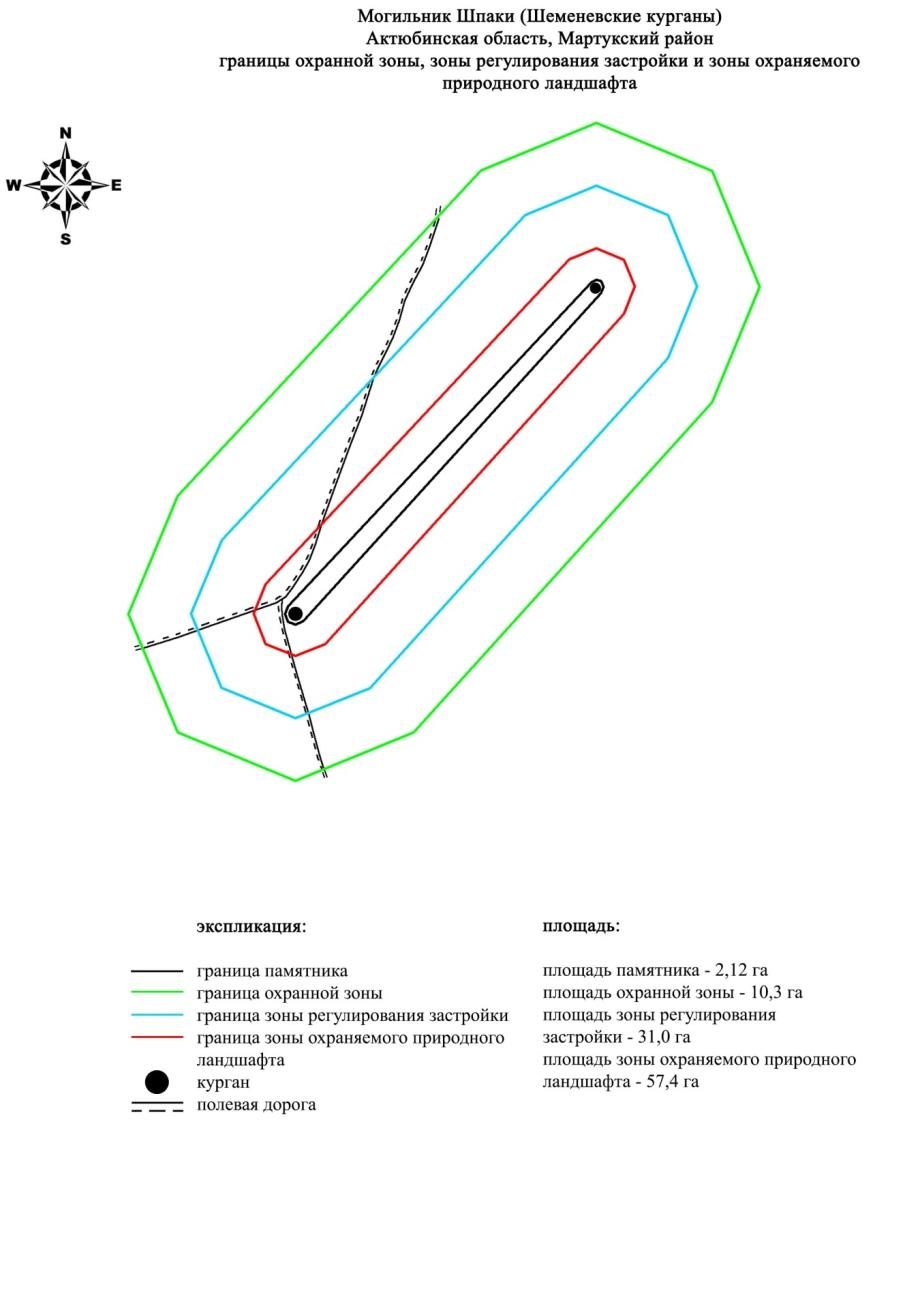 Могильник Шпаки (Шеменевские курганы)
Актюбинская область, Мартукский район
границы охранной зоны, зоны регулирования застройки и зоны охраняемого
природного ландшафта
N
W E
S
экспликация:
граница памятника
граница охранной зоны
граница зоны регулирования застройки
граница зоны охраняемого природного
ландшафта
курган
полевая дорога
площадь:
площадь памятника - 2,12 га
площадь охранной зоны - 10,3 га
площадь зоны регулирования
застройки - 31,0 га
площадь зоны охраняемого природного
ландшафта - 57,4 га